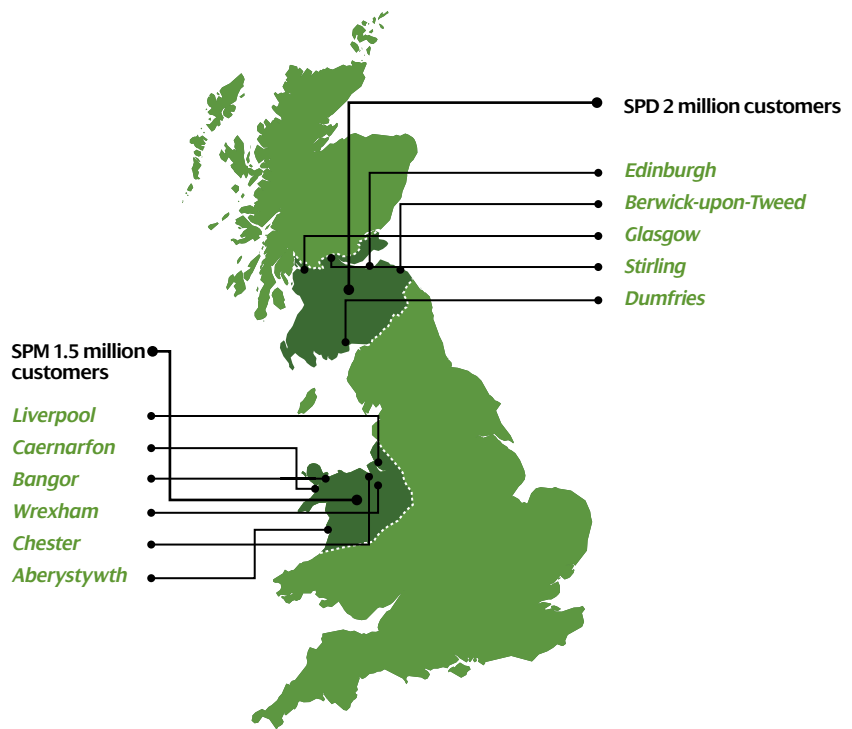 SPD 2 million customers
Edinburgh
Berwick-upon-Tweed
Glasgow
Stirling
Dumfries
SPM 1.5 million
customers
Liverpool
Caernarfon
Bangor
Wrexham
Chester
Aberystwyth